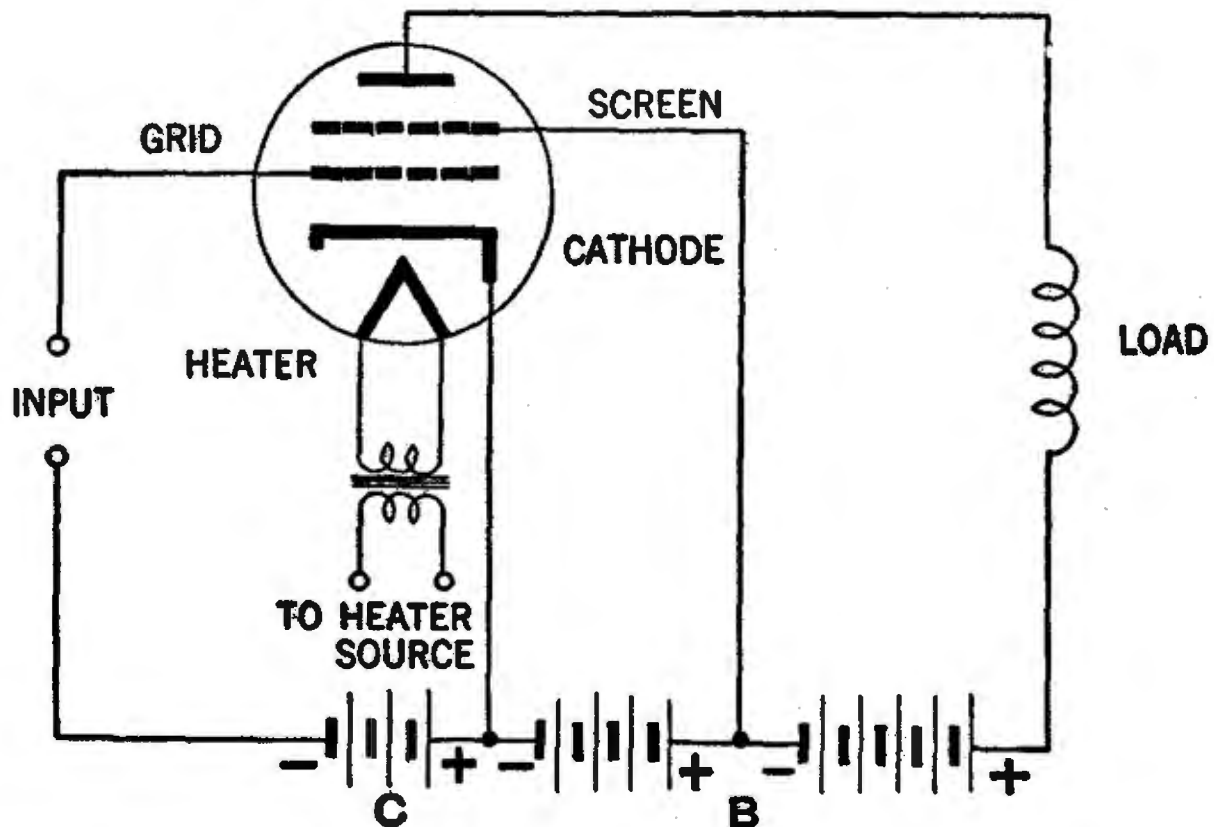 SCREEN
GRID
CATHODE
HEATER
LOAD
INPUT
TO HEATER
SOURCE
- + - + - +
C B